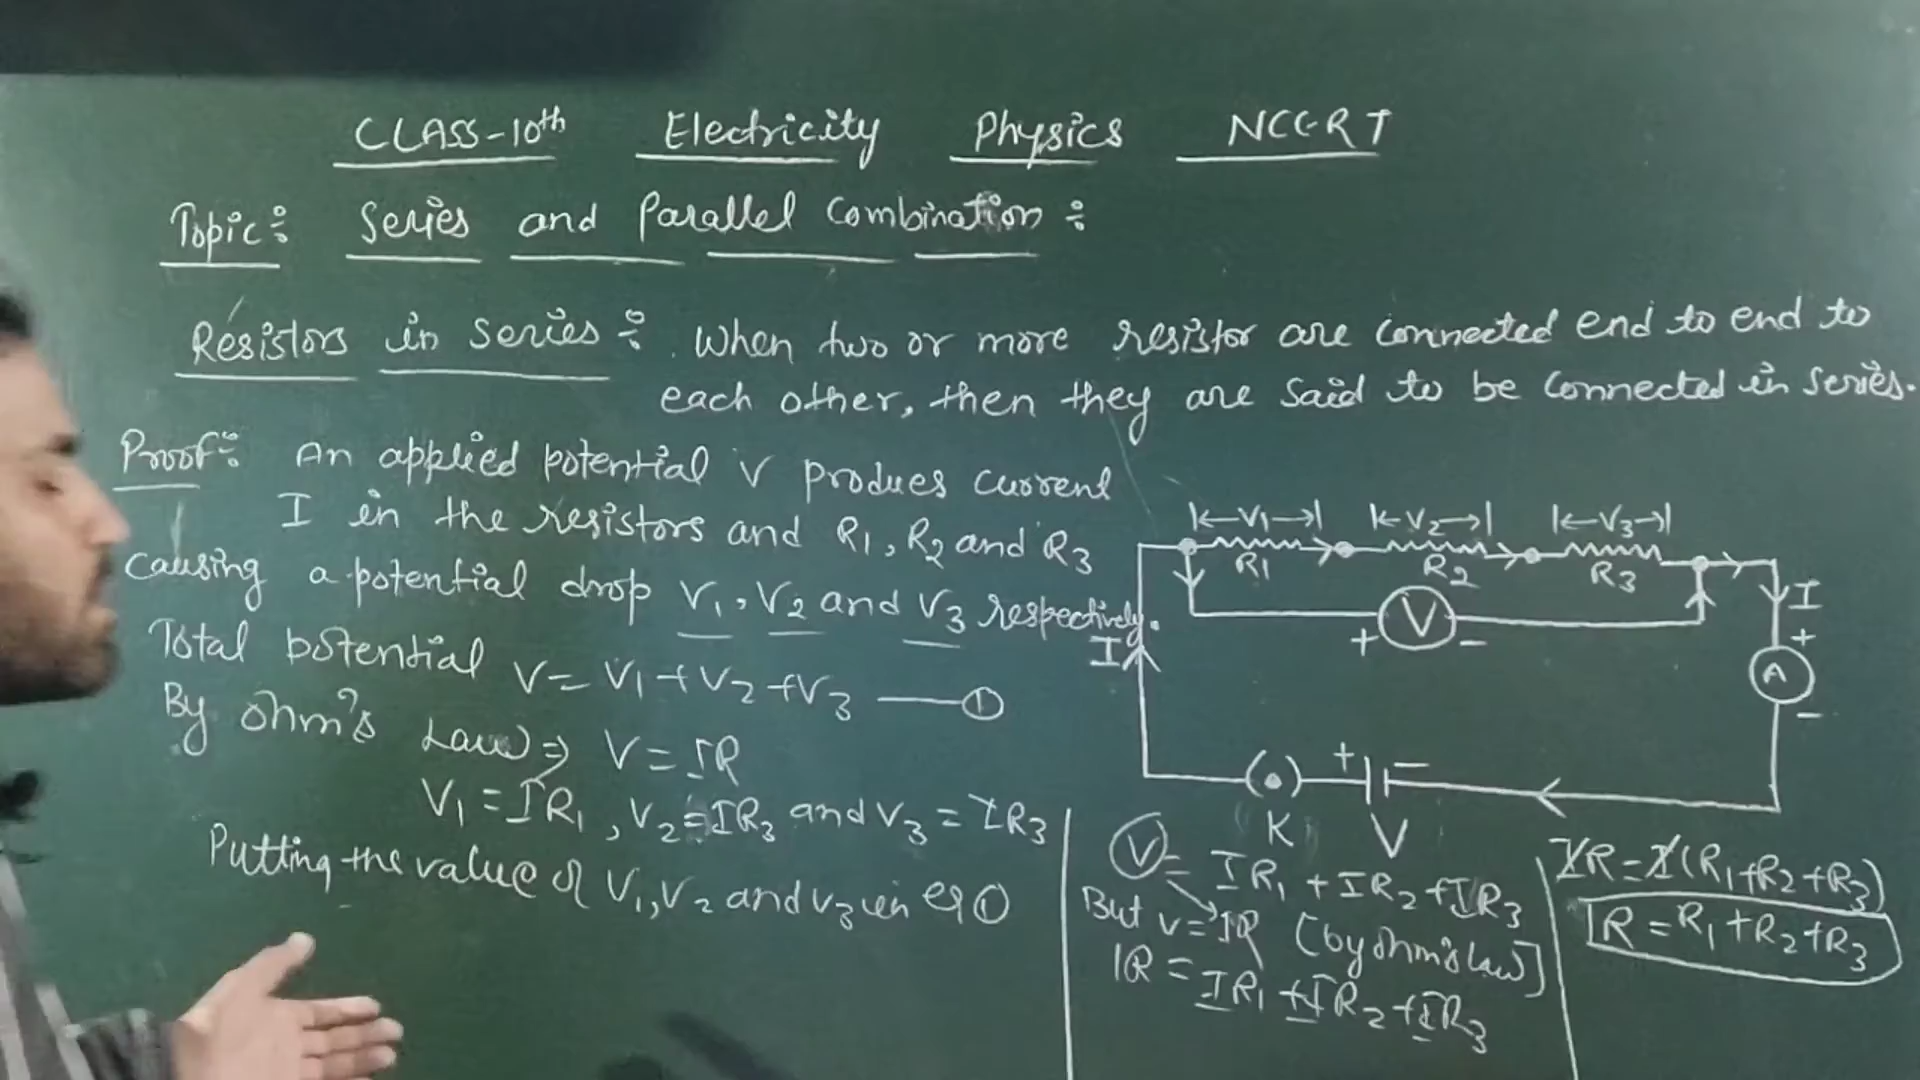 CLASS-10th Electricity Physics NCERT
Topic: Series and Parallel Combination:
Resistors in Series: When two or more resistor are connected end to end to
each other, then they are said to be connected in series.
Proof: An applied potential V produes current
I in the resistors and R1, R2 and R3
causing a potential drop V1, V2 and V3 respectively.
Total potential V = V1 + V2 + V3 — ①
By ohm's Law ⇒ V = IR
V1 = IR1, V2 = IR3 and V3 = IR3
Putting the value of V1, V2 and V3 in eq ①
V1 V2 V3
R1 R2 R3
+ V -
I
I
+
A
-
+ -
K V
V = IR1 + IR2 + IR3
But V = IR (by ohm's law]
IR = IR1 + IR2 + IR3
IR = I(R1 + R2 + R3)
R = R1 + R2 + R3